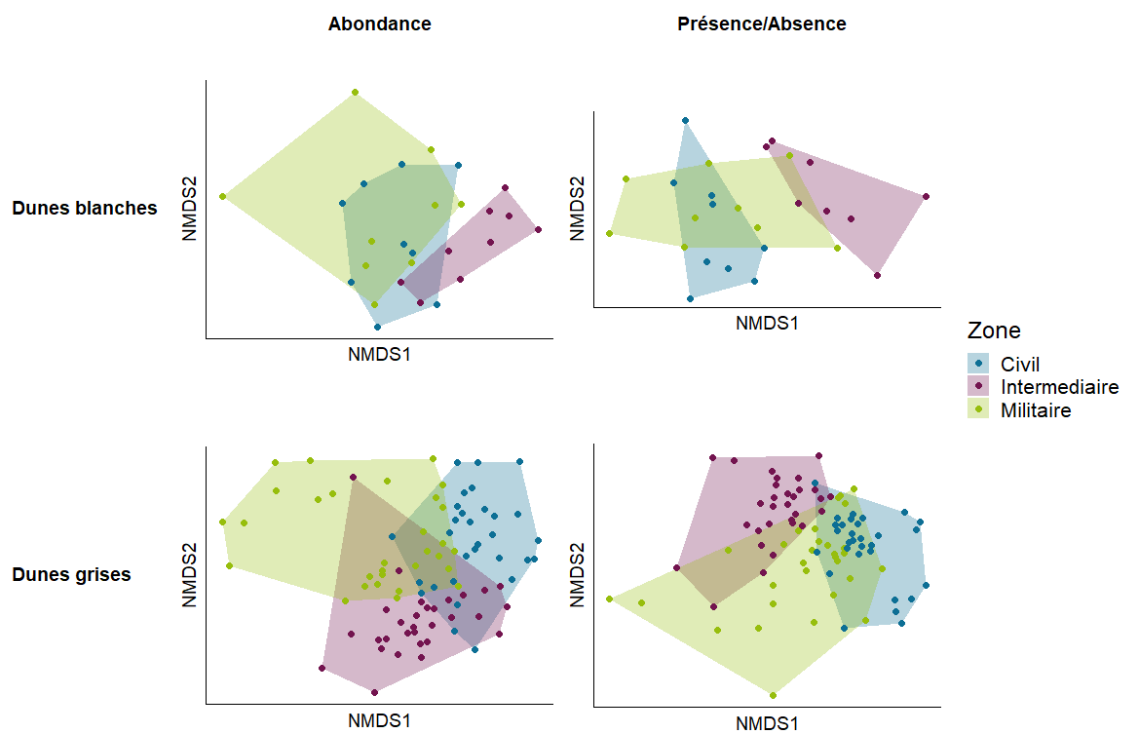 Abondance
Présence/Absence
Dunes blanches
NMDS2
NMDS1
NMDS2
NMDS1
Zone
Civil
Intermediaire
Militaire
Dunes grises
NMDS2
NMDS1
NMDS2
NMDS1